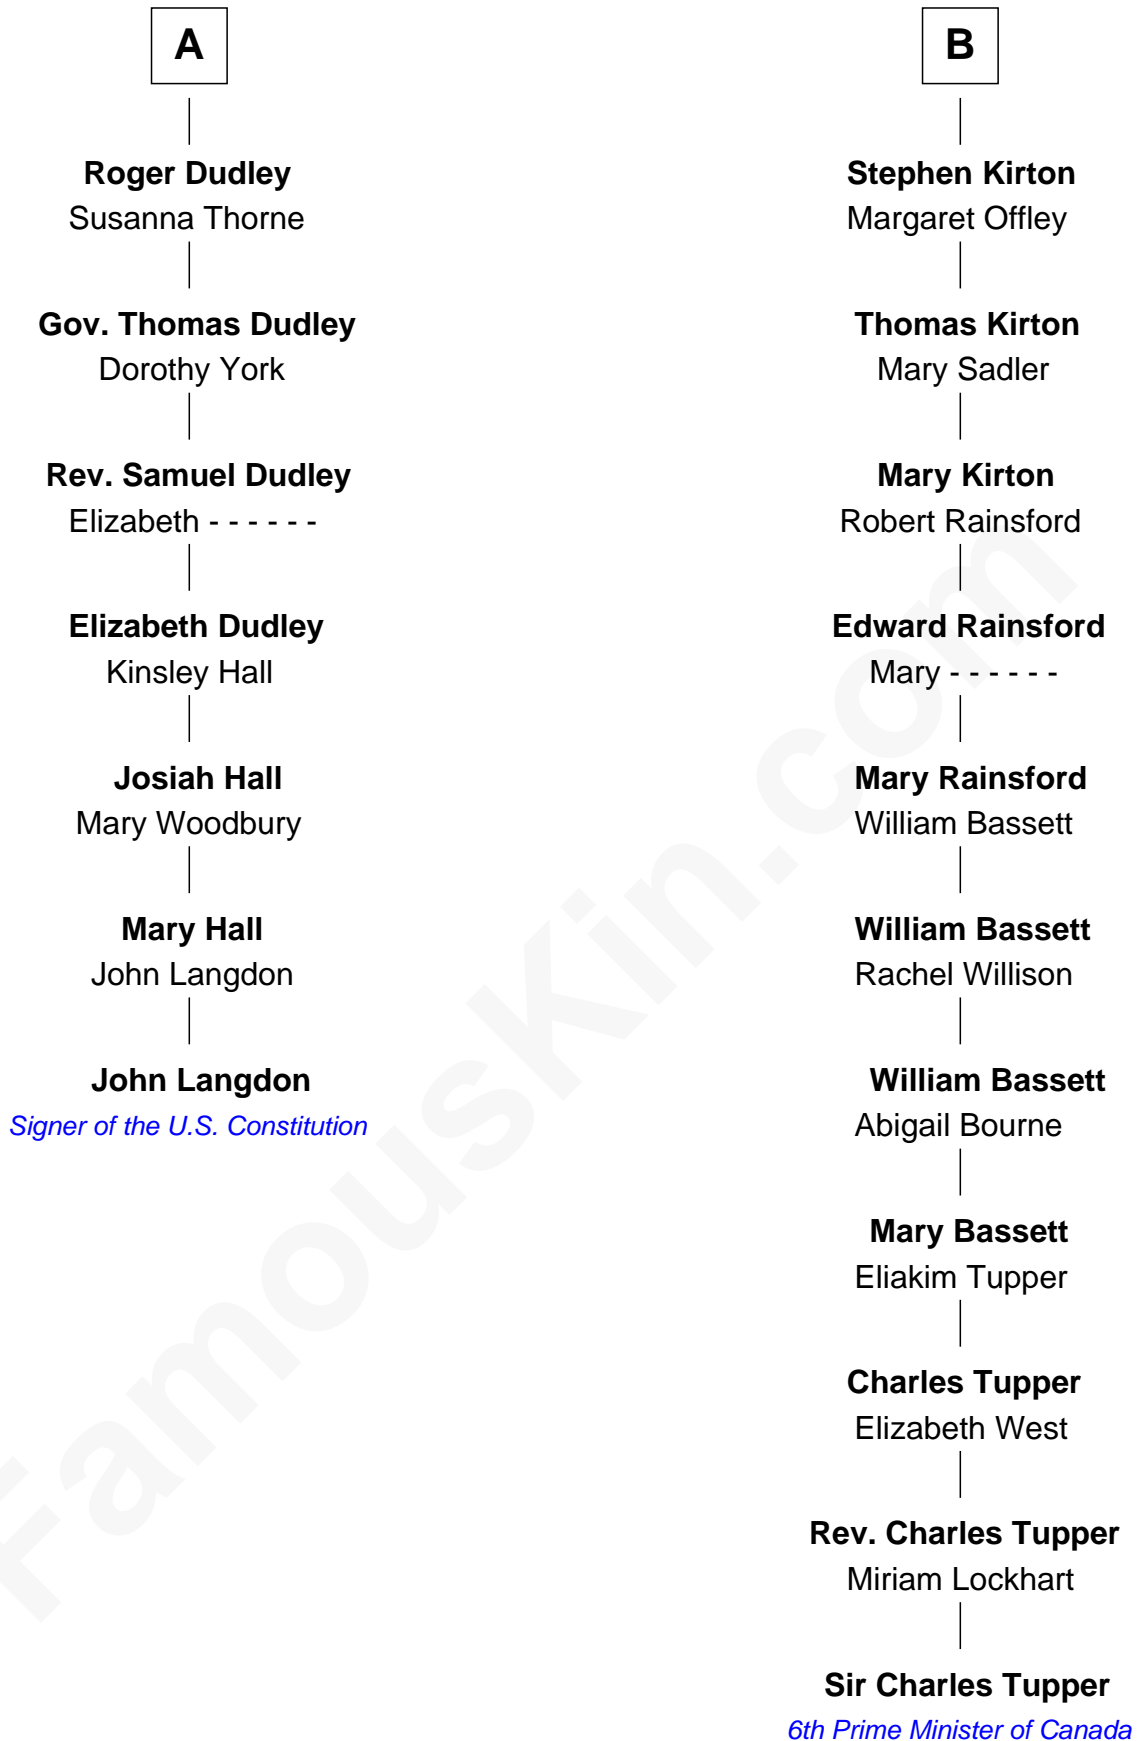 A
Roger Dudley
Susanna Thorne
Gov. Thomas Dudley
Dorothy York
Rev. Samuel Dudley
Elizabeth - - - - - -
Elizabeth Dudley
Kinsley Hall
Josiah Hall
Mary Woodbury
Mary Hall
John Langdon
John Langdon
Signer of the U.S. Constitution
B
Stephen Kirton
Margaret Offley
Thomas Kirton
Mary Sadler
Mary Kirton
Robert Rainsford
Edward Rainsford
Mary - - - - - -
Mary Rainsford
William Bassett
William Bassett
Rachel Willison
William Bassett
Abigail Bourne
Mary Bassett
Eliakim Tupper
Charles Tupper
Elizabeth West
Rev. Charles Tupper
Miriam Lockhart
Sir Charles Tupper
6th Prime Minister of Canada
FamousKin.com